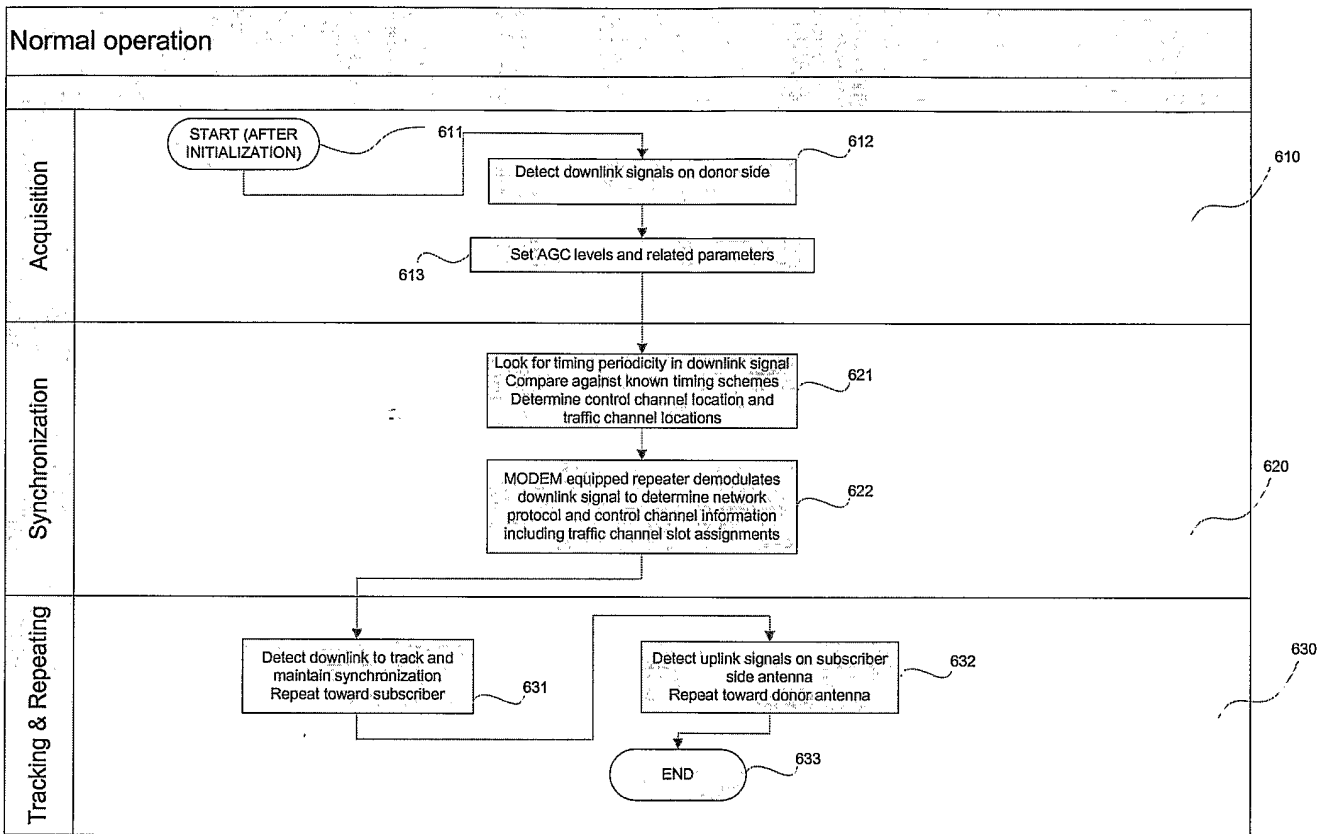 Normal operation
Acquisition
START (AFTER
INITIALIZATION)
611
Detect downlink signals on donor side
612
610
Set AGC levels and related parameters
613
Synchronization
Look for timing periodicity in downlink signal
Compare against known timing schemes
Determine control channel location and
traffic channel locations
621
MODEM equipped repeater demodulates
downlink signal to determine network
protocol and control channel information
including traffic channel slot assignments
622
620
Tracking & Repeating
Detect downlink to track and
maintain synchronization
Repeat toward subscriber
631
Detect uplink signals on subscriber
side antenna
Repeat toward donor antenna
632
630
END
633